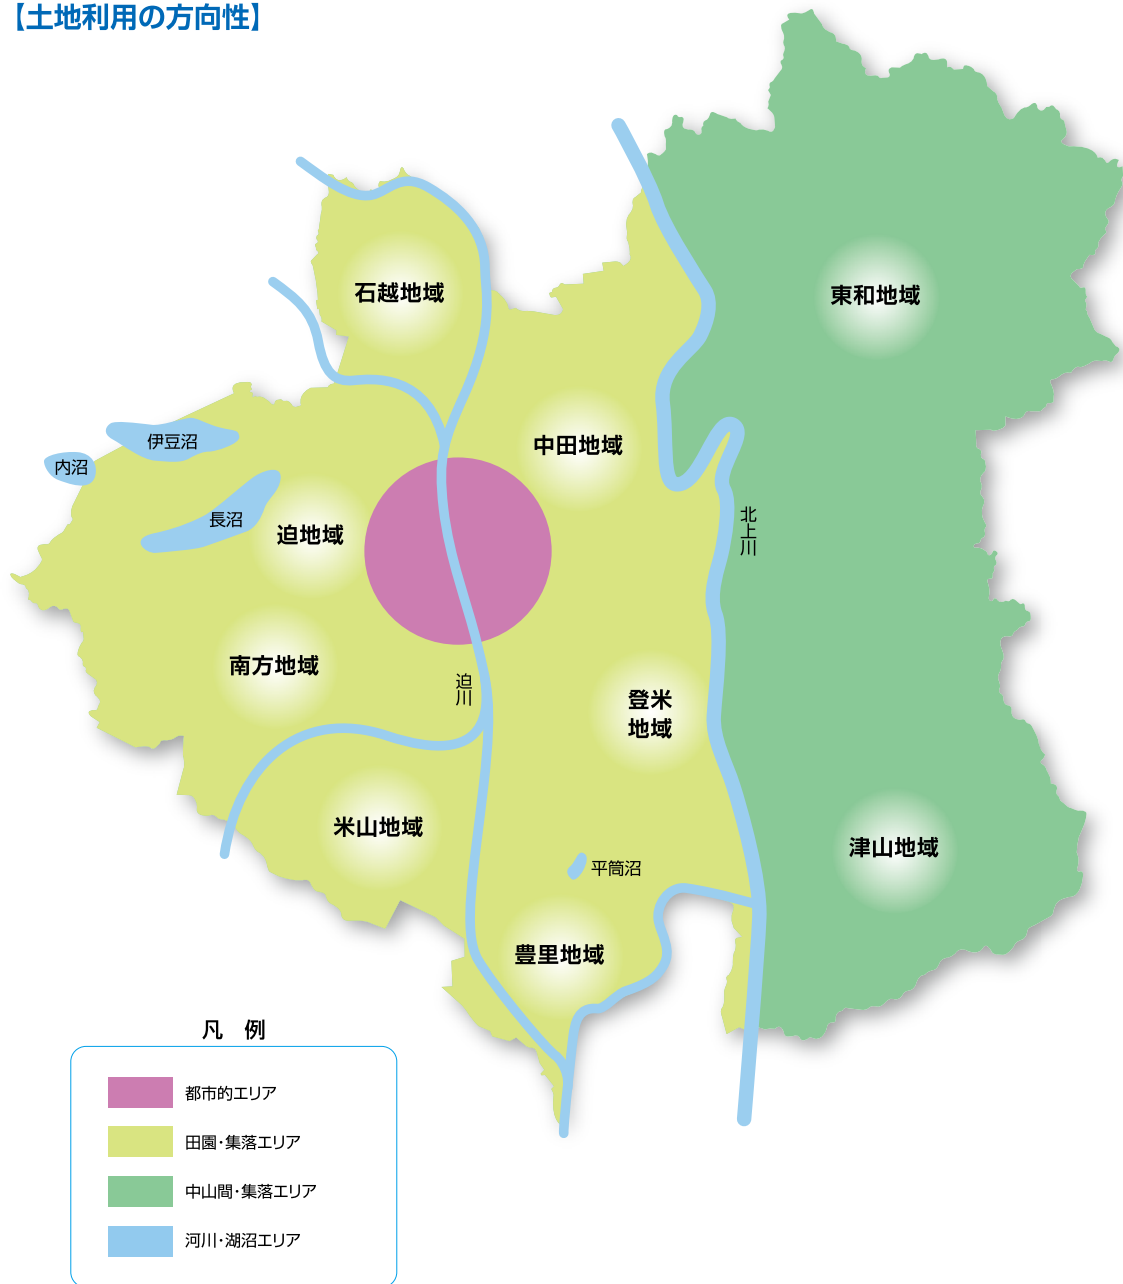 【土地利用の方向性】
石越地域
東和地域
中田地域
伊豆沼
内沼
長沼
迫地域
北上川
南方地域
迫川
登米
地域
米山地域
津山地域
平筒沼
豊里地域
凡 例
都市的エリア
田園・集落エリア
中山間・集落エリア
河川・湖沼エリア